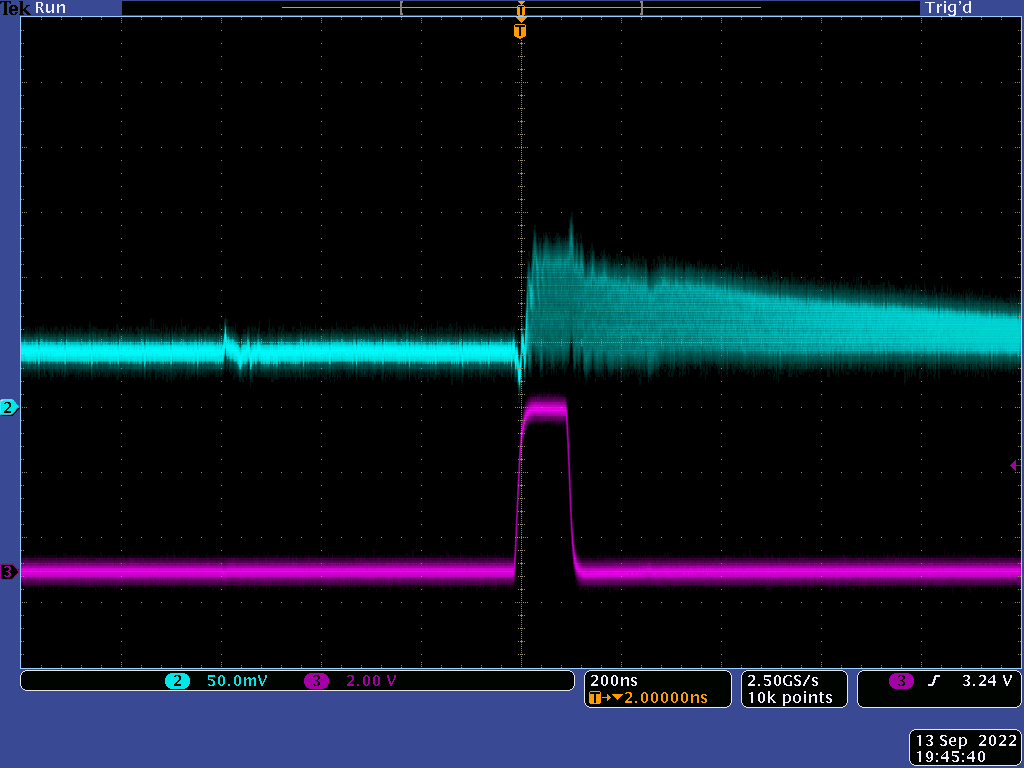 Tek Run
Trig'd
T
T
2
3
2 50.0mV 3 2.00 V
200ns
T→▼2.00000ns
2.50GS/s
10k points
3 3.24 V
13 Sep 2022
19:45:40